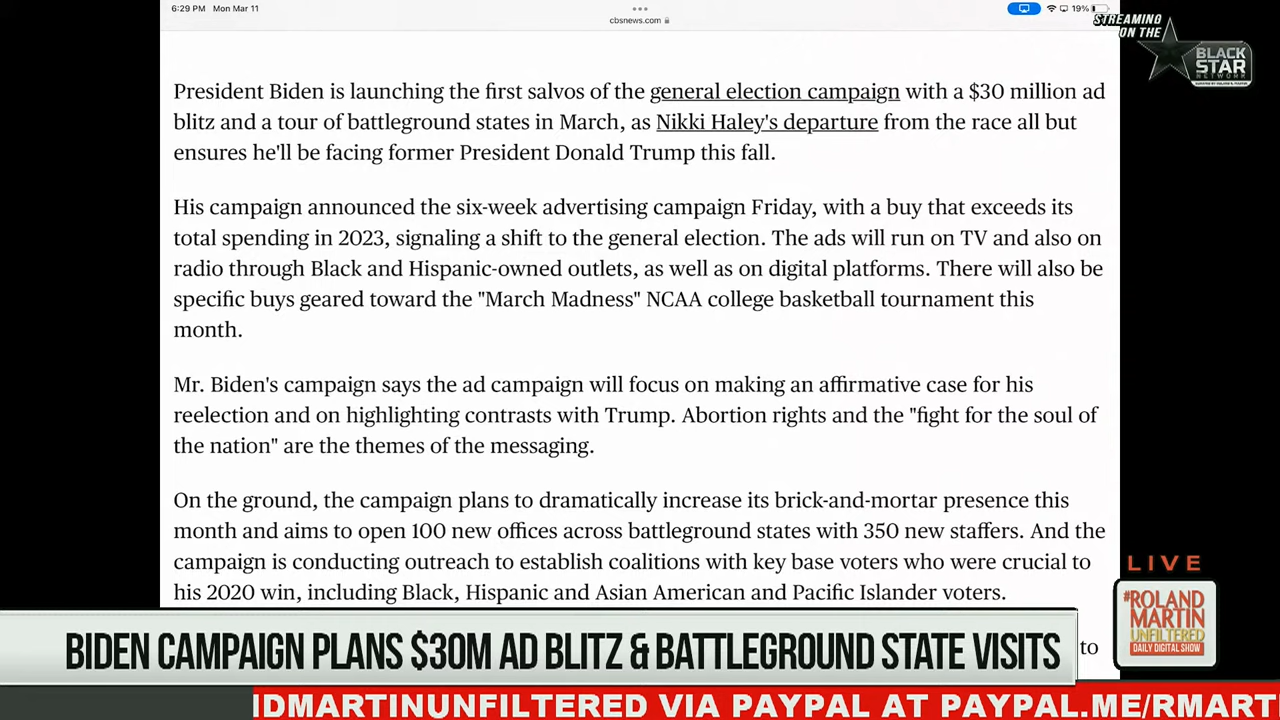 6:29 PM Mon Mar 11
cbsnews.com
19%
STREAMING
ON THE
BLACK
STAR
NETWORK
President Biden is launching the first salvos of the general election campaign with a $30 million ad
blitz and a tour of battleground states in March, as Nikki Haley's departure from the race all but
ensures he'll be facing former President Donald Trump this fall.
His campaign announced the six-week advertising campaign Friday, with a buy that exceeds its
total spending in 2023, signaling a shift to the general election. The ads will run on TV and also on
radio through Black and Hispanic-owned outlets, as well as on digital platforms. There will also be
specific buys geared toward the "March Madness" NCAA college basketball tournament this
month.
Mr. Biden's campaign says the ad campaign will focus on making an affirmative case for his
reelection and on highlighting contrasts with Trump. Abortion rights and the "fight for the soul of
the nation" are the themes of the messaging.
On the ground, the campaign plans to dramatically increase its brick-and-mortar presence this
month and aims to open 100 new offices across battleground states with 350 new staffers. And the
campaign is conducting outreach to establish coalitions with key base voters who were crucial to
his 2020 win, including Black, Hispanic and Asian American and Pacific Islander voters.
to
LIVE
#ROLAND
MARTIN
UNFILTERED
DAILY DIGITAL SHOW
BIDEN CAMPAIGN PLANS $30M AD BLITZ & BATTLEGROUND STATE VISITS
IDMARTINUNFILTERED VIA PAYPAL AT PAYPAL.ME/RMART